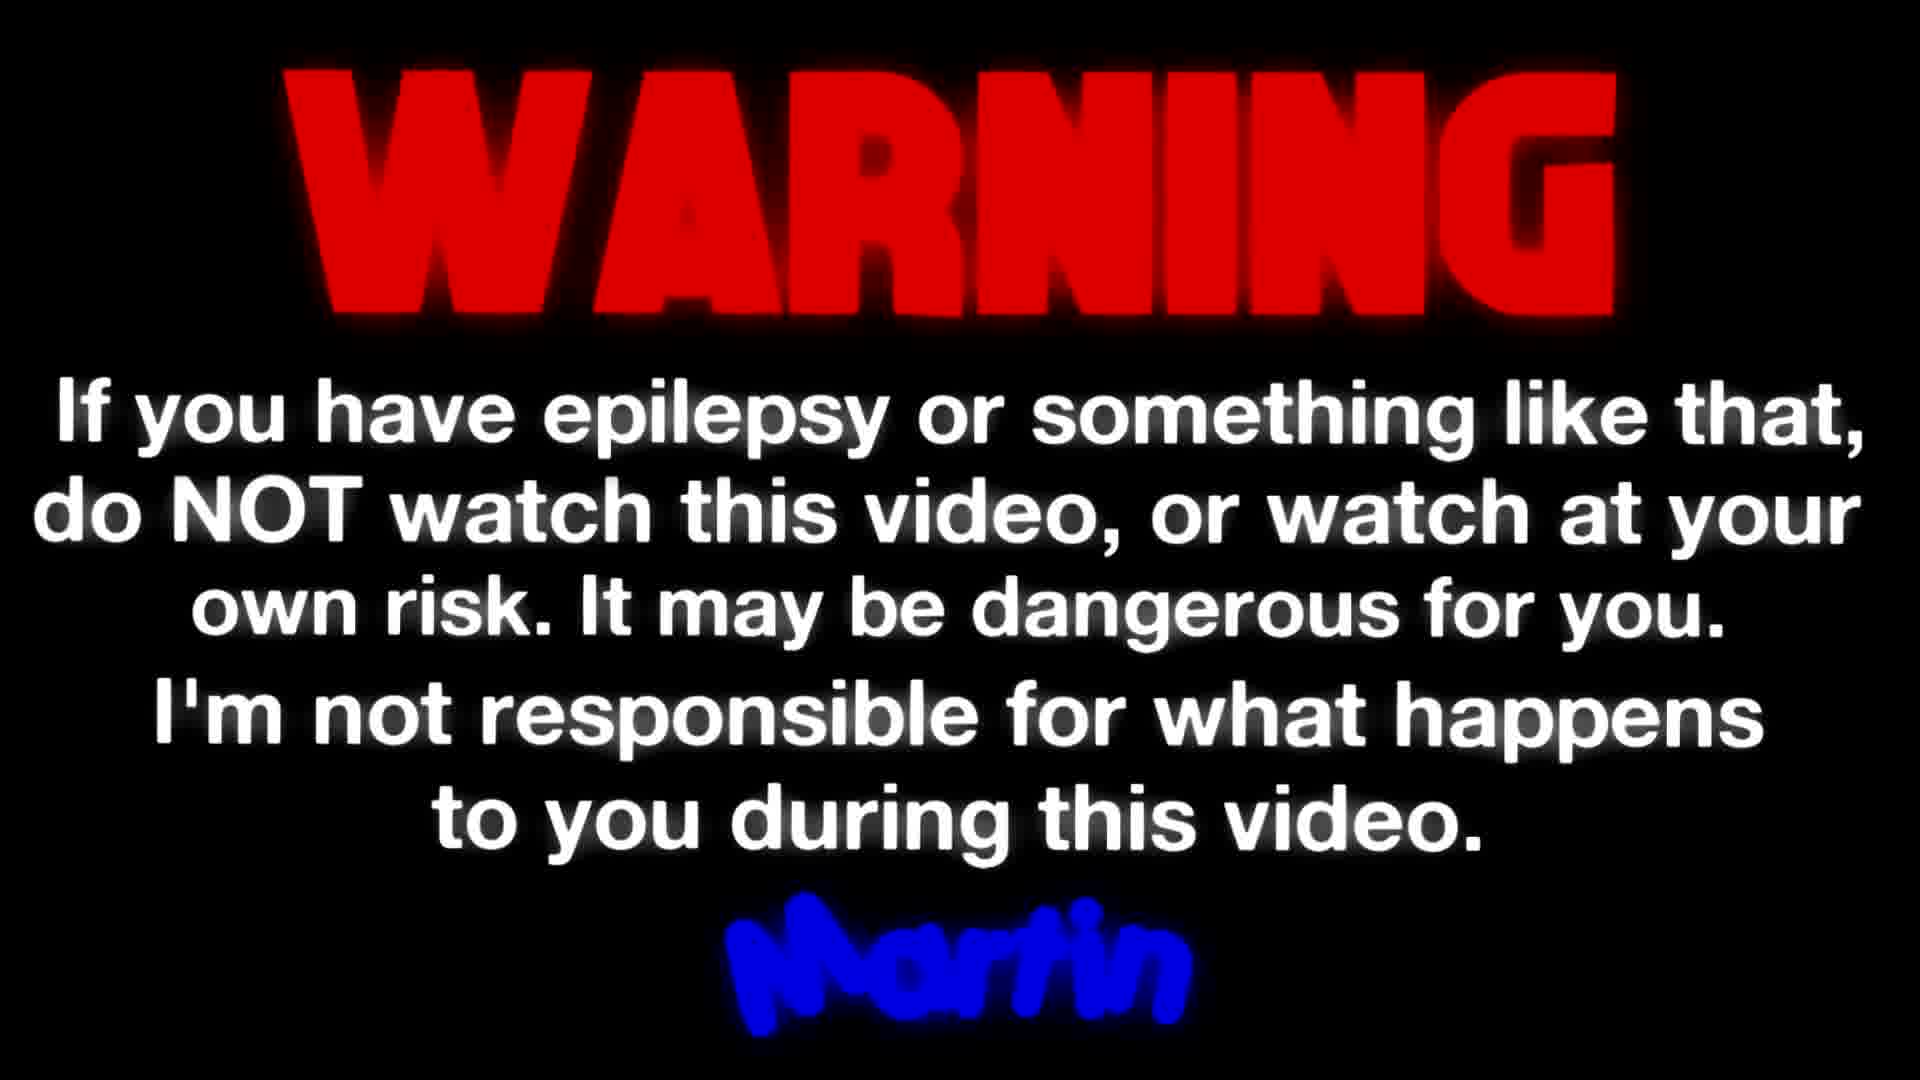 WARNING
If you have epilepsy or something like that,
do NOT watch this video, or watch at your
own risk. It may be dangerous for you.
I'm not responsible for what happens
to you during this video.
Martin